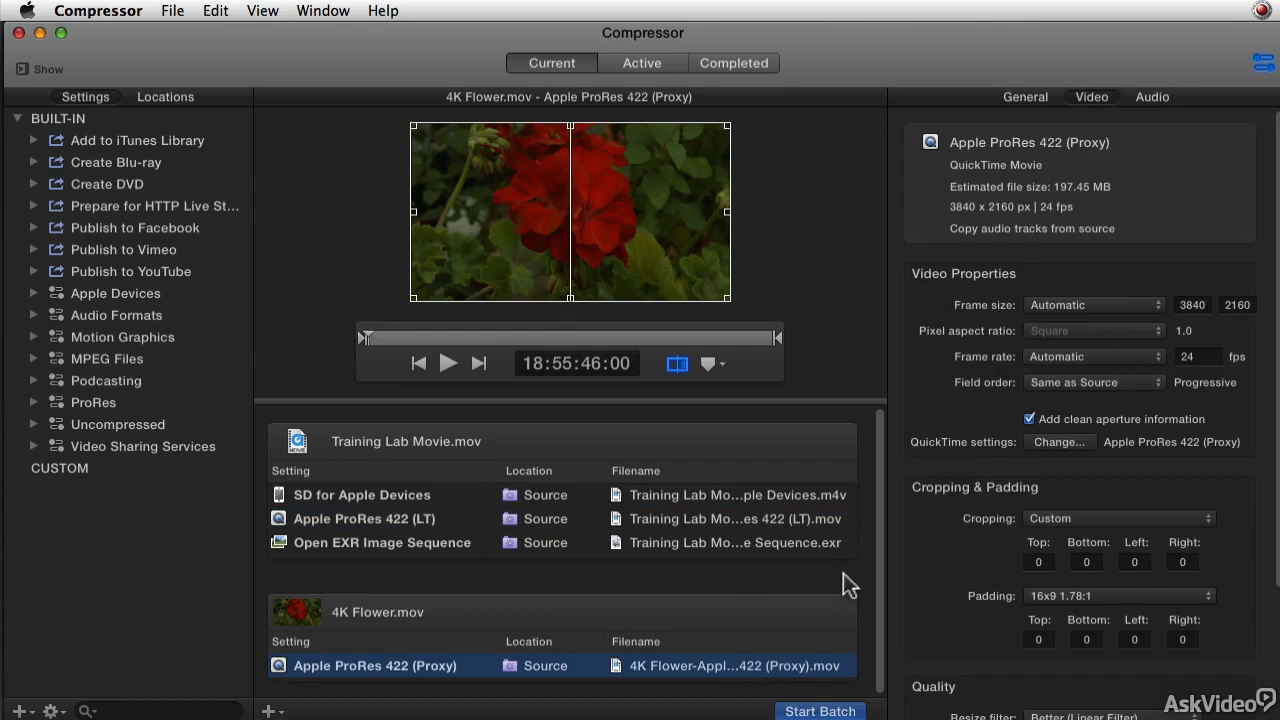 Compressor File Edit View Window Help
Compressor
Show
Current Active Completed
Settings Locations
BUILT-IN
Add to iTunes Library
Create Blu-ray
Create DVD
Prepare for HTTP Live St...
Publish to Facebook
Publish to Vimeo
Publish to YouTube
Apple Devices
Audio Formats
Motion Graphics
MPEG Files
Podcasting
ProRes
Uncompressed
Video Sharing Services
CUSTOM
4K Flower.mov - Apple ProRes 422 (Proxy)
18:55:46:00
Training Lab Movie.mov
Setting Location Filename
SD for Apple Devices Source Training Lab Mo...ple Devices.m4v
Apple ProRes 422 (LT) Source Training Lab Mo...es 422 (LT).mov
Open EXR Image Sequence Source Training Lab Mo...e Sequence.exr
4K Flower.mov
Setting Location Filename
Apple ProRes 422 (Proxy) Source 4K Flower-Appl...422 (Proxy).mov
Start Batch
General Video Audio
Apple ProRes 422 (Proxy)
QuickTime Movie
Estimated file size: 197.45 MB
3840 x 2160 px | 24 fps
Copy audio tracks from source
Video Properties
Frame size: Automatic 3840 2160
Pixel aspect ratio: Square 1.0
Frame rate: Automatic 24 fps
Field order: Same as Source Progressive
Add clean aperture information
QuickTime settings: Change... Apple ProRes 422 (Proxy)
Cropping & Padding
Cropping: Custom
Top: Bottom: Left: Right:
0 0 0 0
Padding: 16x9 1.78:1
Top: Bottom: Left: Right:
0 0 0 0
Quality
Resize filter: Better (Linear Filter)
AskVideo